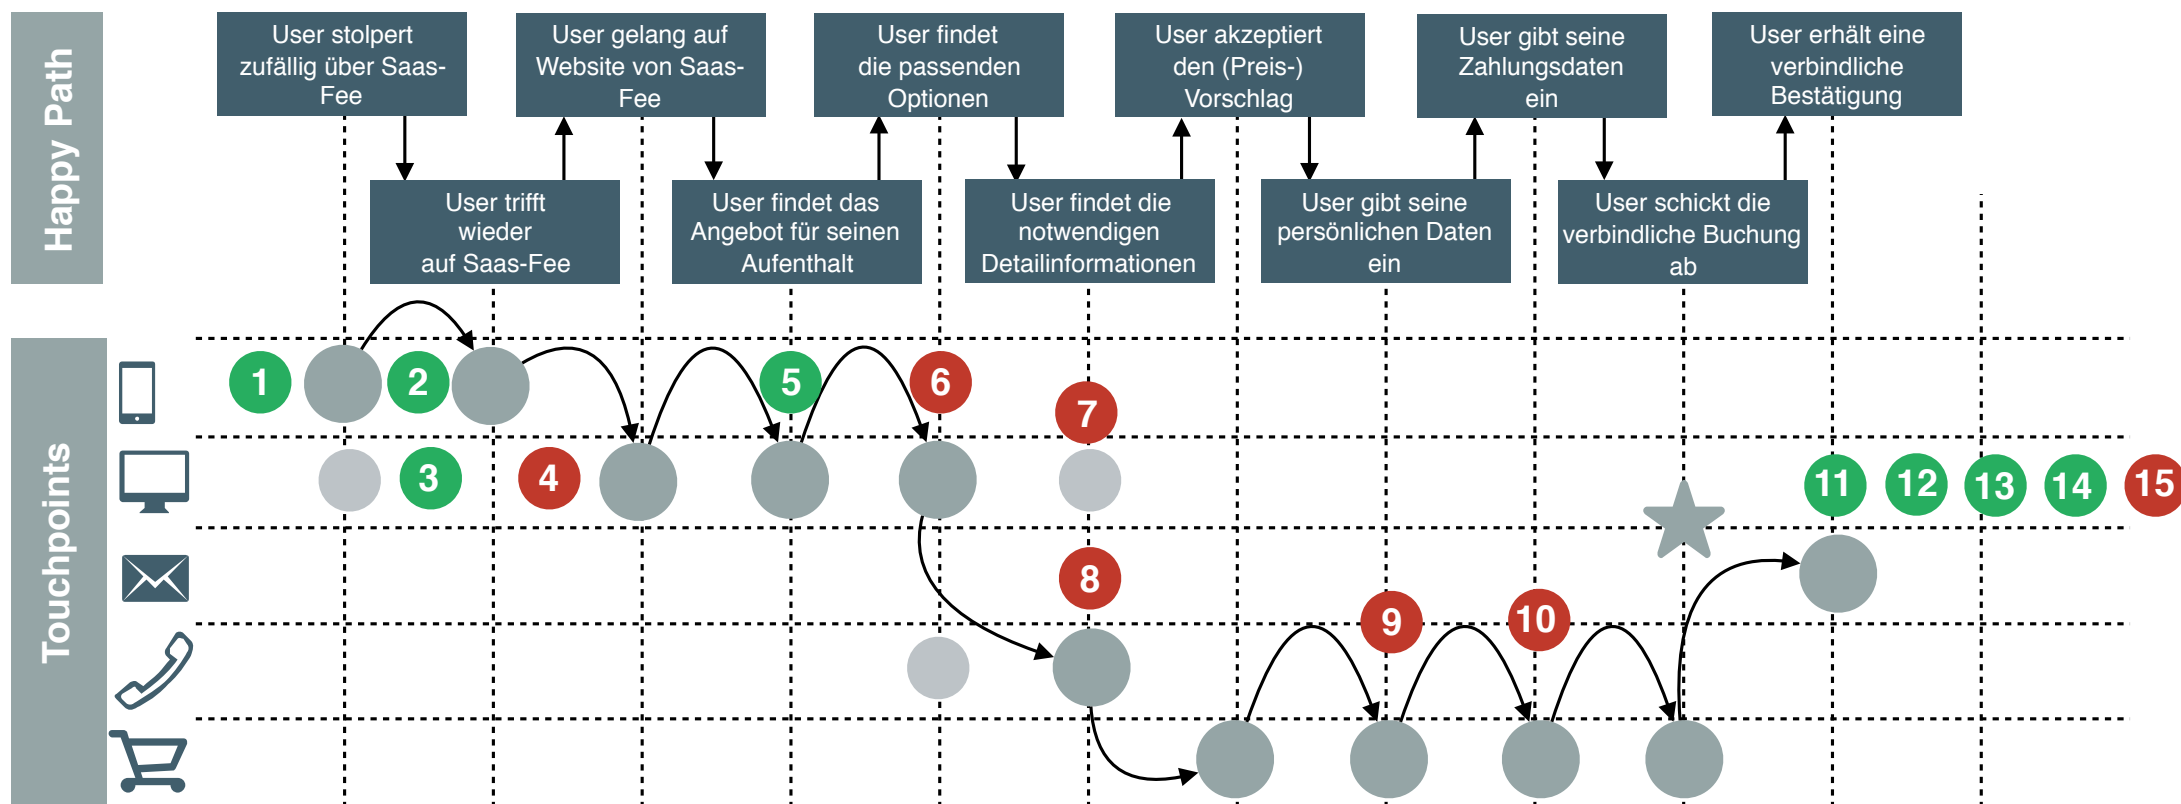 Happy Path
User stolpert
zufällig über Saas-
Fee
User gelang auf
Website von Saas-
Fee
User findet
die passenden
Optionen
User akzeptiert
den (Preis-)
Vorschlag
User gibt seine
Zahlungsdaten
ein
User erhält eine
verbindliche
Bestätigung
User trifft
wieder
auf Saas-Fee
User findet das
Angebot für seinen
Aufenthalt
User findet die
notwendigen
Detailinformationen
User gibt seine
persönlichen Daten
ein
User schickt die
verbindliche Buchung
ab
Touchpoints
1
2
5
6
7
3
4
11
12
13
14
15
8
9
10